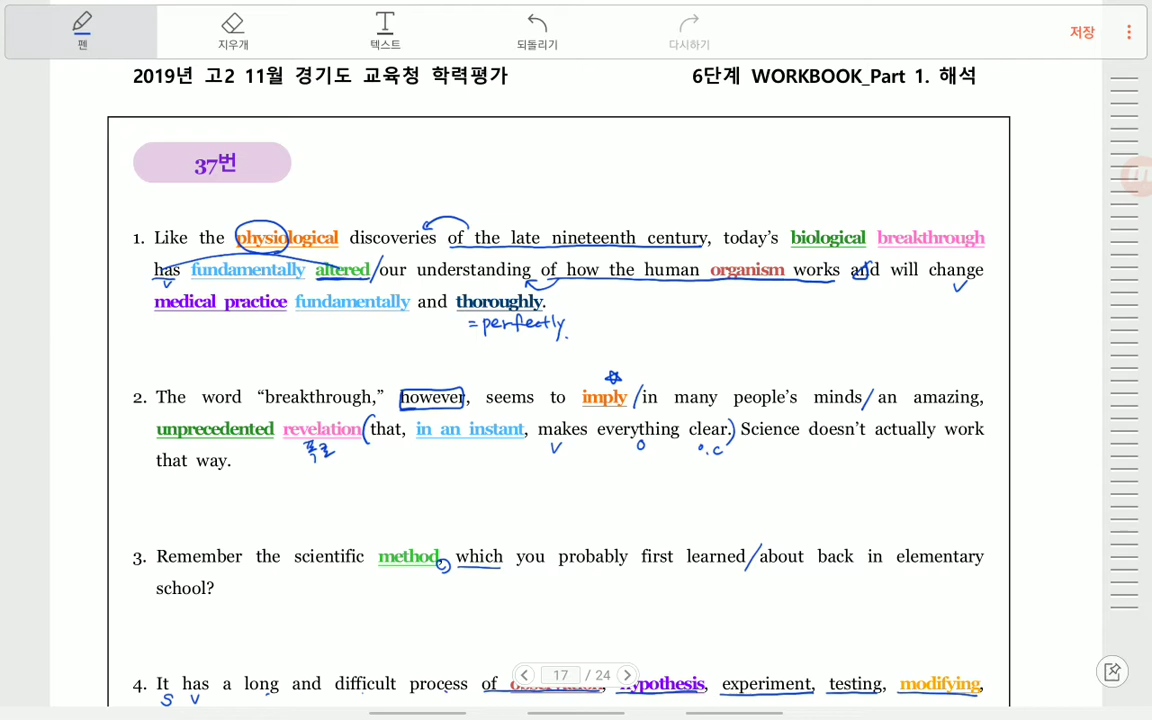 펜 지우개 텍스트 되돌리기 다시하기 저장
2019년 고2 11월 경기도 교육청 학력평가 6단계 WORKBOOK_Part 1. 해석
37번
1. Like the physiological discoveries of the late nineteenth century, today's biological breakthrough
has fundamentally altered/our understanding of how the human organism works and will change
v v
medical practice fundamentally and thoroughly.
=perfectly.
2. The word “breakthrough,” however, seems to imply/in many people's minds/an amazing,
unprecedented revelation(that, in an instant, makes everything clear.) Science doesn't actually work
폭로 V O O.C
that way.
3. Remember the scientific method, which you probably first learned/about back in elementary
school?
17 / 24
4. It has a long and difficult process of observation, hypothesis, experiment, testing, modifying,
S V